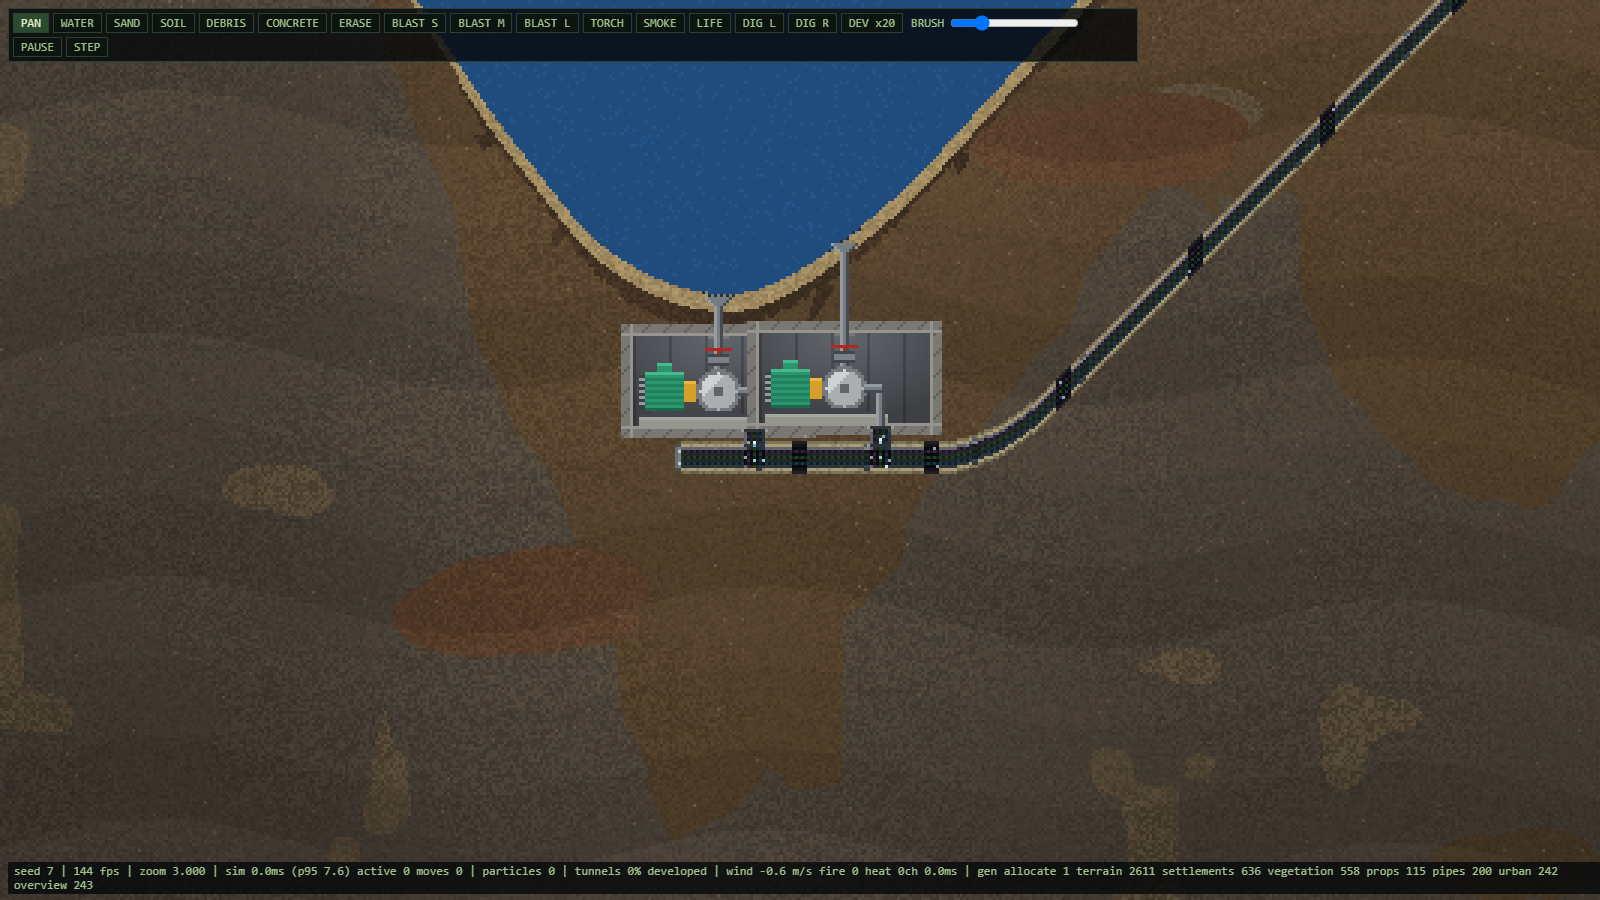 PAN WATER SAND SOIL DEBRIS CONCRETE ERASE BLAST S BLAST M BLAST L TORCH SMOKE LIFE DIG L DIG R DEV x20 BRUSH
PAUSE STEP
seed 7 | 144 fps | zoom 3.000 | sim 0.0ms (p95 7.6) active 0 moves 0 | particles 0 | tunnels 0% developed | wind -0.6 m/s fire 0 heat 0ch 0.0ms | gen allocate 1 terrain 2611 settlements 636 vegetation 558 props 115 pipes 200 urban 242
overview 243